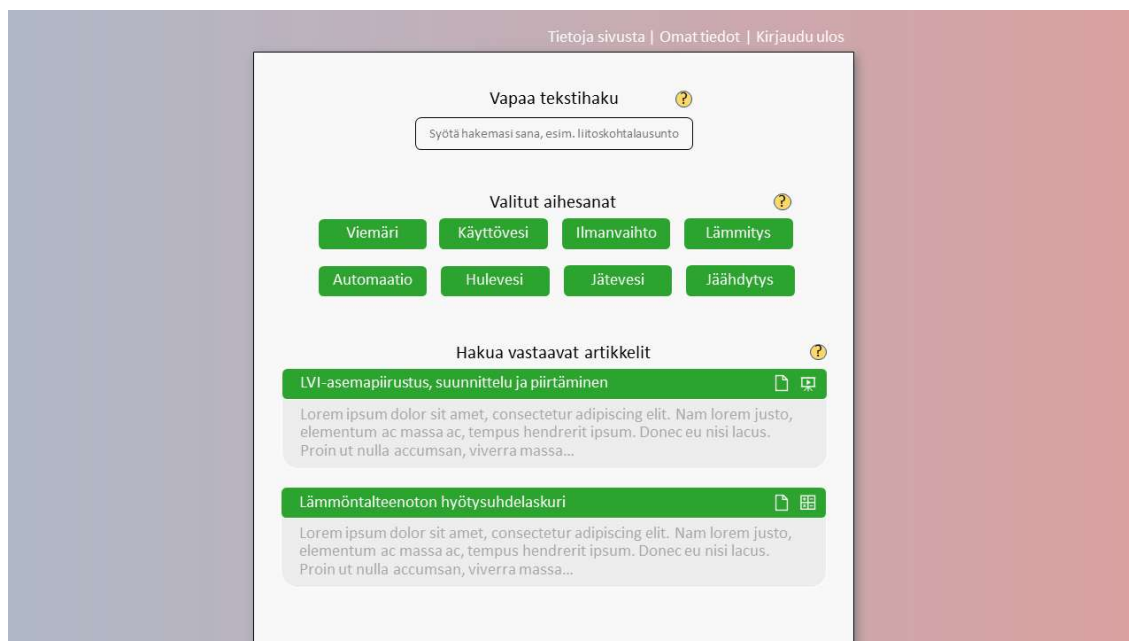 Tietoja sivusta | Omat tiedot | Kirjaudu ulos
Vapaa tekstihaku ?
Syötä hakemasi sana, esim. liitoskohtalausunto
Valitut aihesanat ?
Viemäri Käyttövesi Ilmanvaihto Lämmitys
Automaatio Hulevesi Jätevesi Jäähdytys
Hakua vastaavat artikkelit ?
LVI-asemapiirustus, suunnittelu ja piirtäminen
Lorem ipsum dolor sit amet, consectetur adipiscing elit. Nam lorem justo,
elementum ac massa ac, tempus hendrerit ipsum. Donec eu nisi lacus.
Proin ut nulla accumsan, viverra massa...
Lämmöntalteenoton hyötysuhdelaskuri
Lorem ipsum dolor sit amet, consectetur adipiscing elit. Nam lorem justo,
elementum ac massa ac, tempus hendrerit ipsum. Donec eu nisi lacus.
Proin ut nulla accumsan, viverra massa...